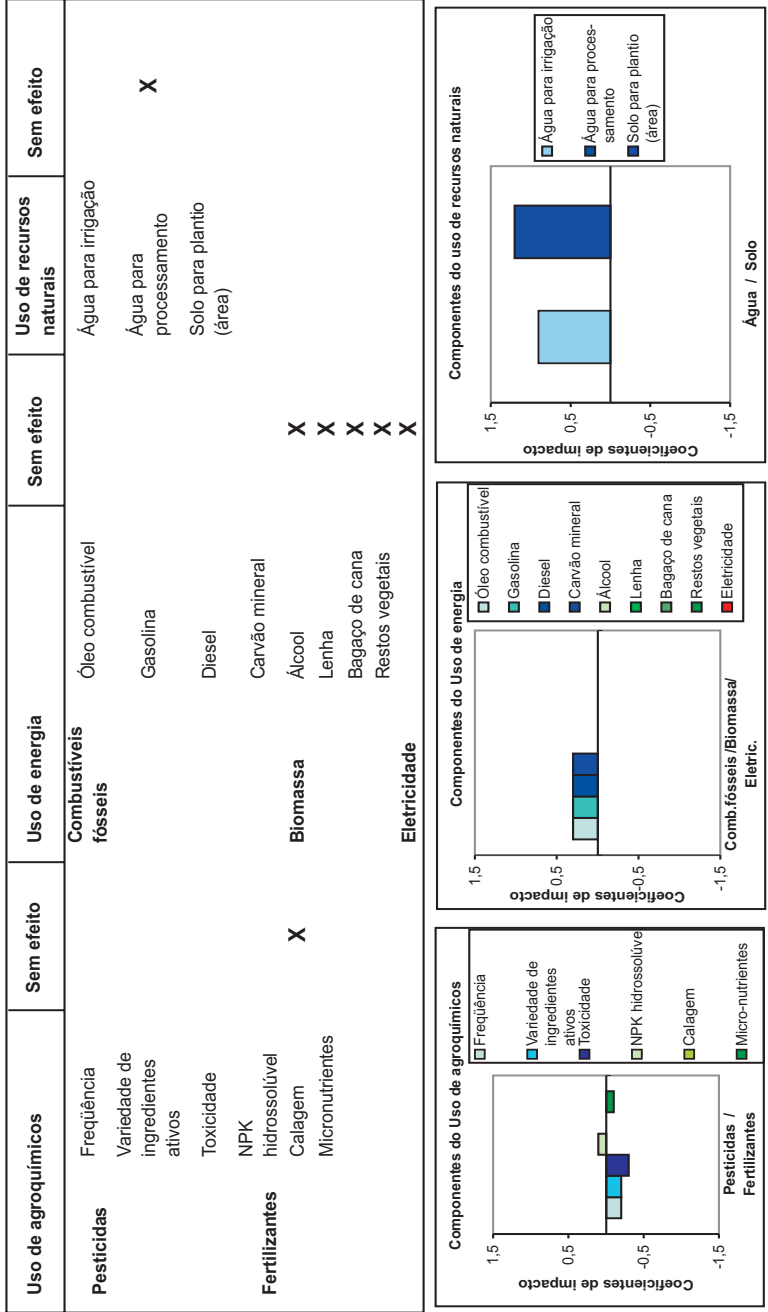 Uso de agroquímicos
Sem efeito
Uso de energia
Sem efeito
Uso de recursos
naturais
Sem efeito
Pesticidas
Freqüência
Variedade de
ingredientes
ativos
Toxicidade
Fertilizantes
NPK
hidrossolúvel
Calagem
X
Micronutrientes
Combustíveis
fósseis
Óleo combustível
Gasolina
Diesel
Carvão mineral
Biomassa
Álcool
X
Lenha
X
Bagaço de cana
X
Restos vegetais
X
Eletricidade
X
Água para irrigação
Água para
processamento
X
Solo para plantio
(área)
Componentes do Uso de agroquímicos
Coeficientes de impacto
1,5
0,5
-0,5
-1,5
Pesticidas /
Fertilizantes
Freqüência
Variedade de
ingredientes
ativos
Toxicidade
NPK hidrossolúve
Calagem
Micro-nutrientes
Componentes do Uso de energia
Coeficientes de impacto
1,5
0,5
-0,5
-1,5
Comb.fósseis /Biomassa/
Eletric.
Óleo combustível
Gasolina
Diesel
Carvão mineral
Álcool
Lenha
Bagaço de cana
Restos vegetais
Eletricidade
Componentes do uso de recursos naturais
Coeficientes de impacto
1,5
0,5
-0,5
-1,5
Água / Solo
Água para irrigação
Água para proces-
samento
Solo para plantio
(área)